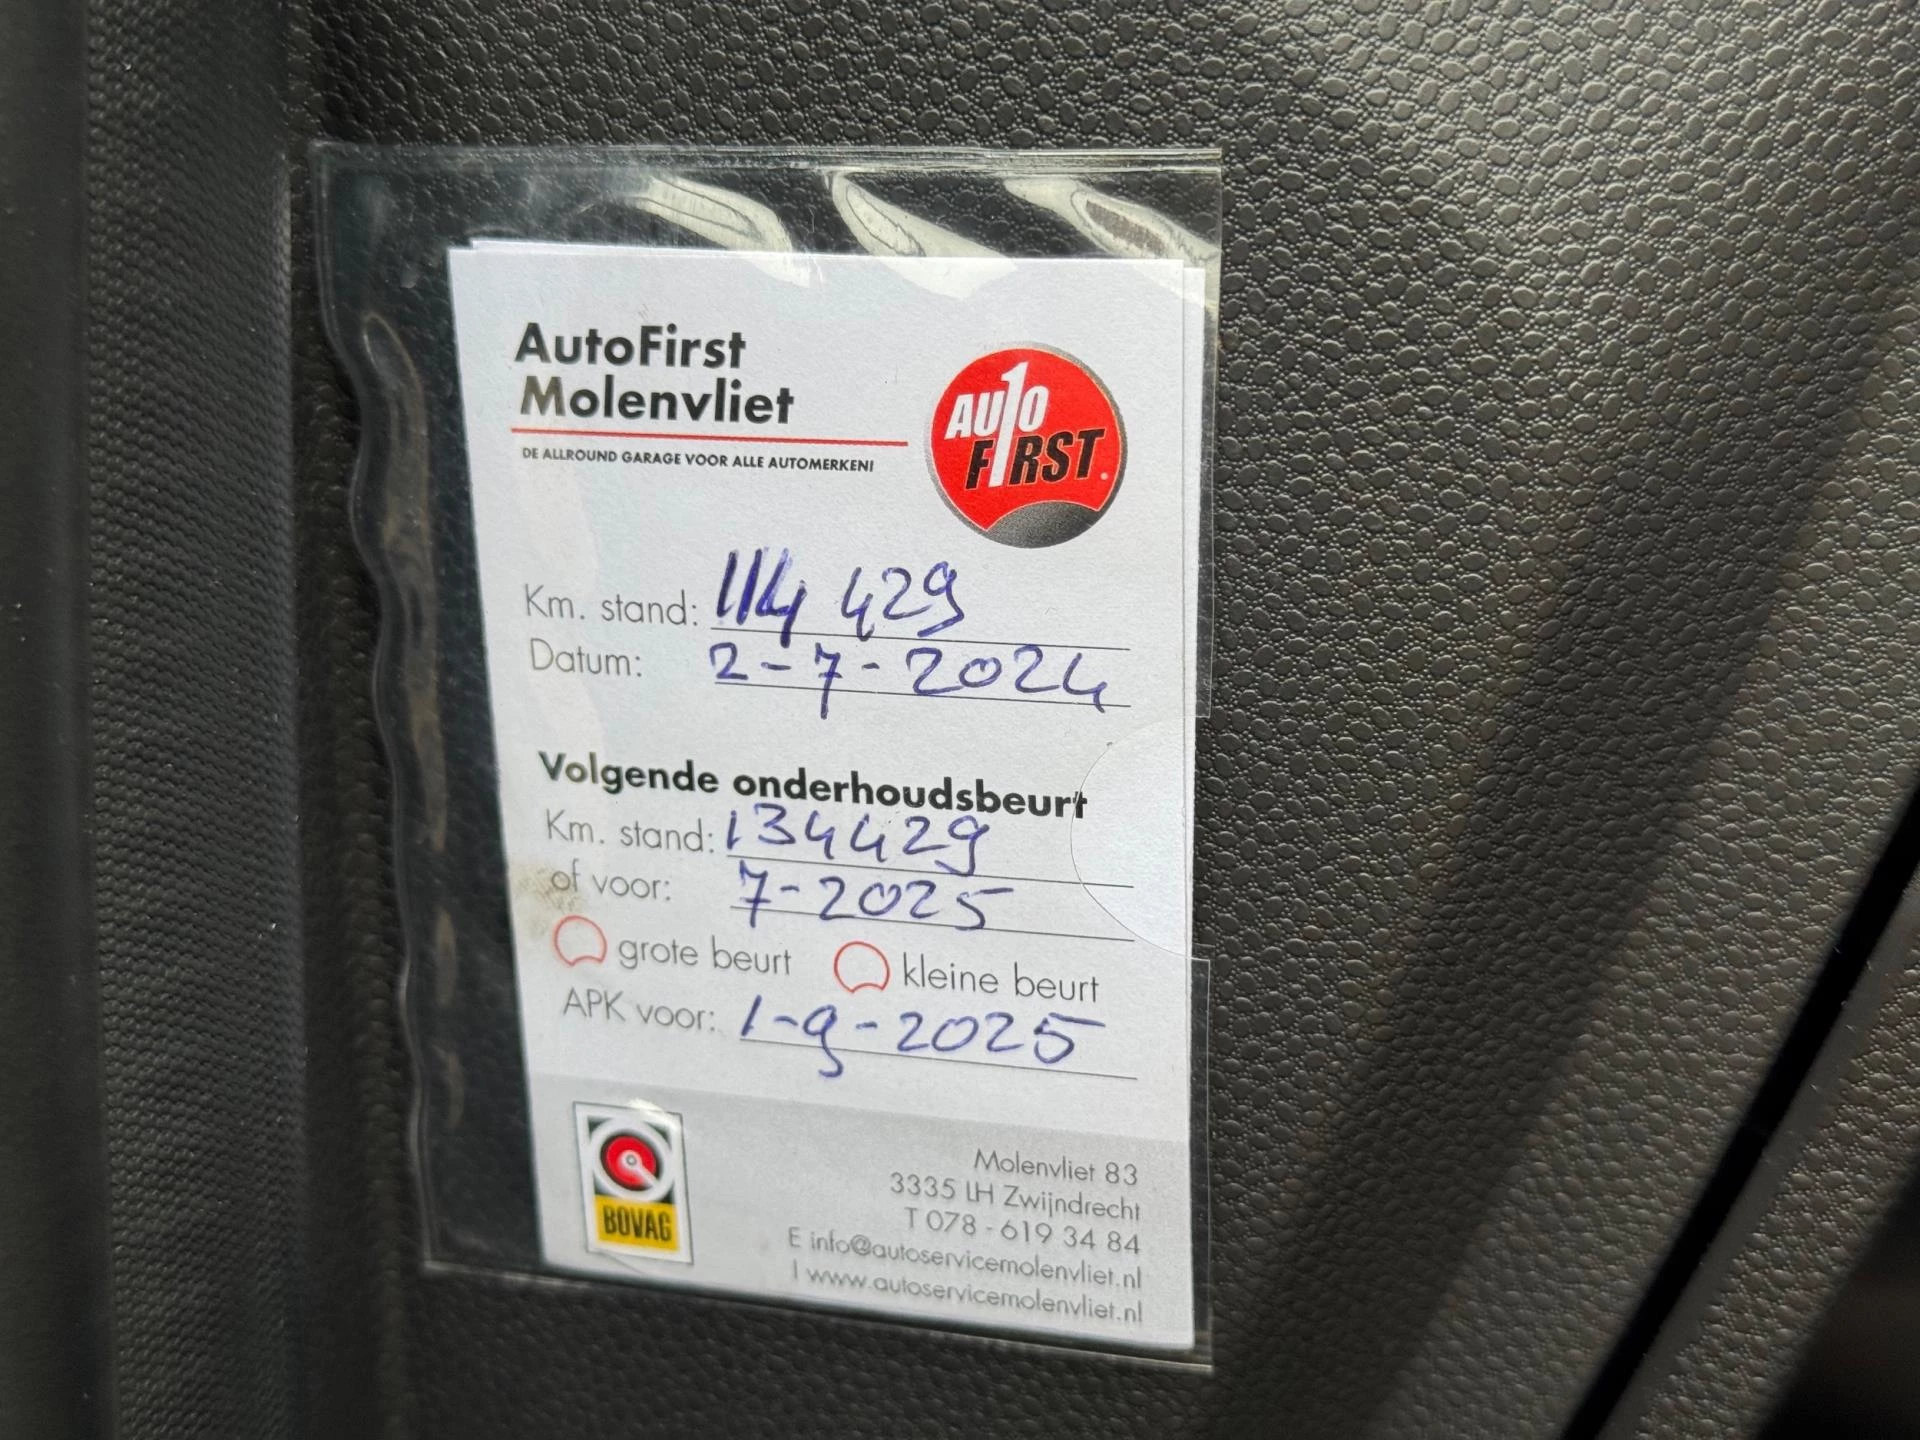 AutoFirst
Molenvliet
DE ALLROUND GARAGE VOOR ALLE AUTOMERKEN!
AUTO
FIRST
Km. stand: 114 429
Datum: 2-7-2024
Volgende onderhoudsbeurt
Km. stand: 134429
of voor: 7-2025
grote beurt kleine beurt
APK voor: 1-9-2025
BOVAG
Molenvliet 83
3335 LH Zwijndrecht
T 078 - 619 34 84
E info@autoservicemolenvliet.nl
I www.autoservicemolenvliet.nl